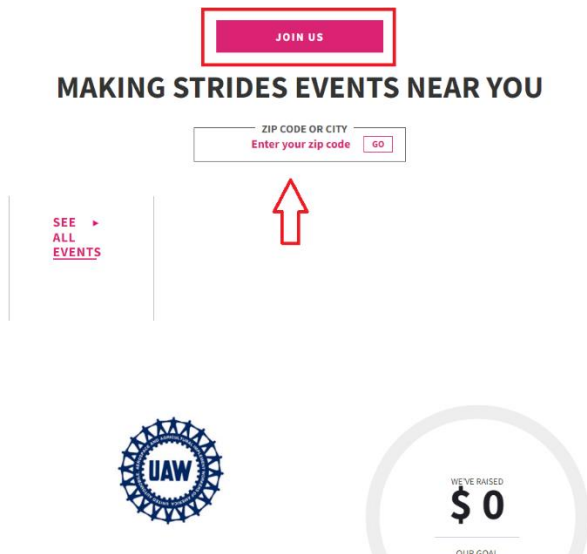 JOIN US
MAKING STRIDES EVENTS NEAR YOU
ZIP CODE OR CITY
Enter your zip code GO
SEE ►
ALL
EVENTS
UAW
WE'VE RAISED
$ 0
OUR GOAL